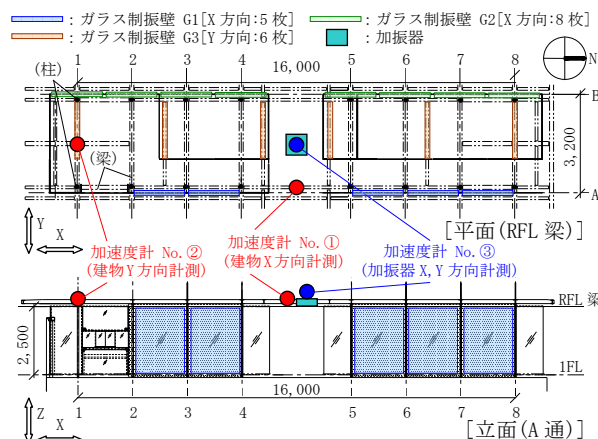 : ガラス制振壁 G1[X 方向:5 枚]
: ガラス制振壁 G2[X 方向:8 枚]
: ガラス制振壁 G3[Y 方向:6 枚]
: 加振器
N
(柱)
1 2 3 4 5 6 7 8
16,000
B
3,200
(梁)
A
Y
X
[平面(RFL 梁)]
加速度計 No.②
(建物Y 方向計測)
加速度計 No.①
(建物X 方向計測)
加速度計 No.③
(加振器 X, Y 方向計測)
RFL 梁
2,500
1FL
16,000
Z
X
1 2 3 4 5 6 7 8
[立面(A 通)]